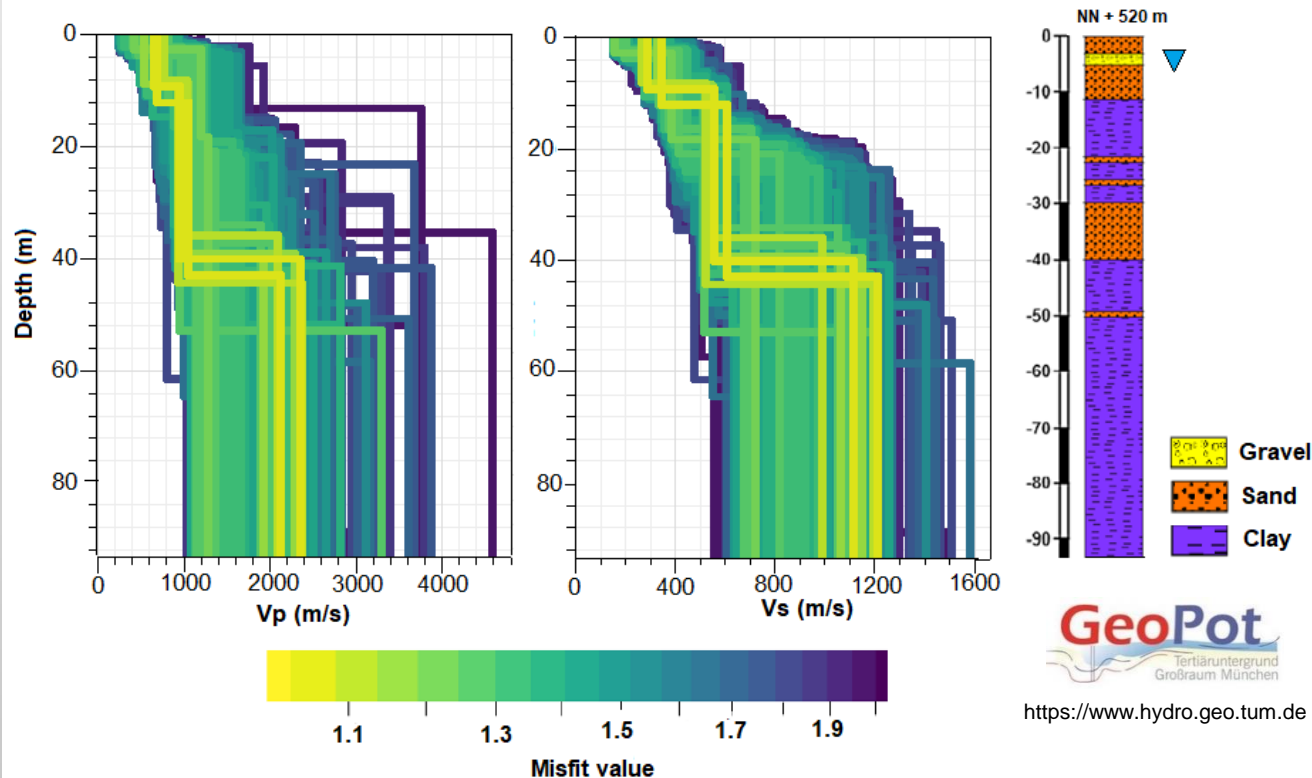 NN + 520 m
0
20
40
60
80
Depth (m)
0
1000
2000
3000
4000
Vp (m/s)
0
20
40
60
80
0
400
800
1200
1600
Vs (m/s)
0
-10
-20
-30
-40
-50
-60
-70
-80
-90
Gravel
Sand
Clay
GeoPot
Tertiäruntergrund
Großraum München
https://www.hydro.geo.tum.de
1.1
1.3
1.5
1.7
1.9
Misfit value